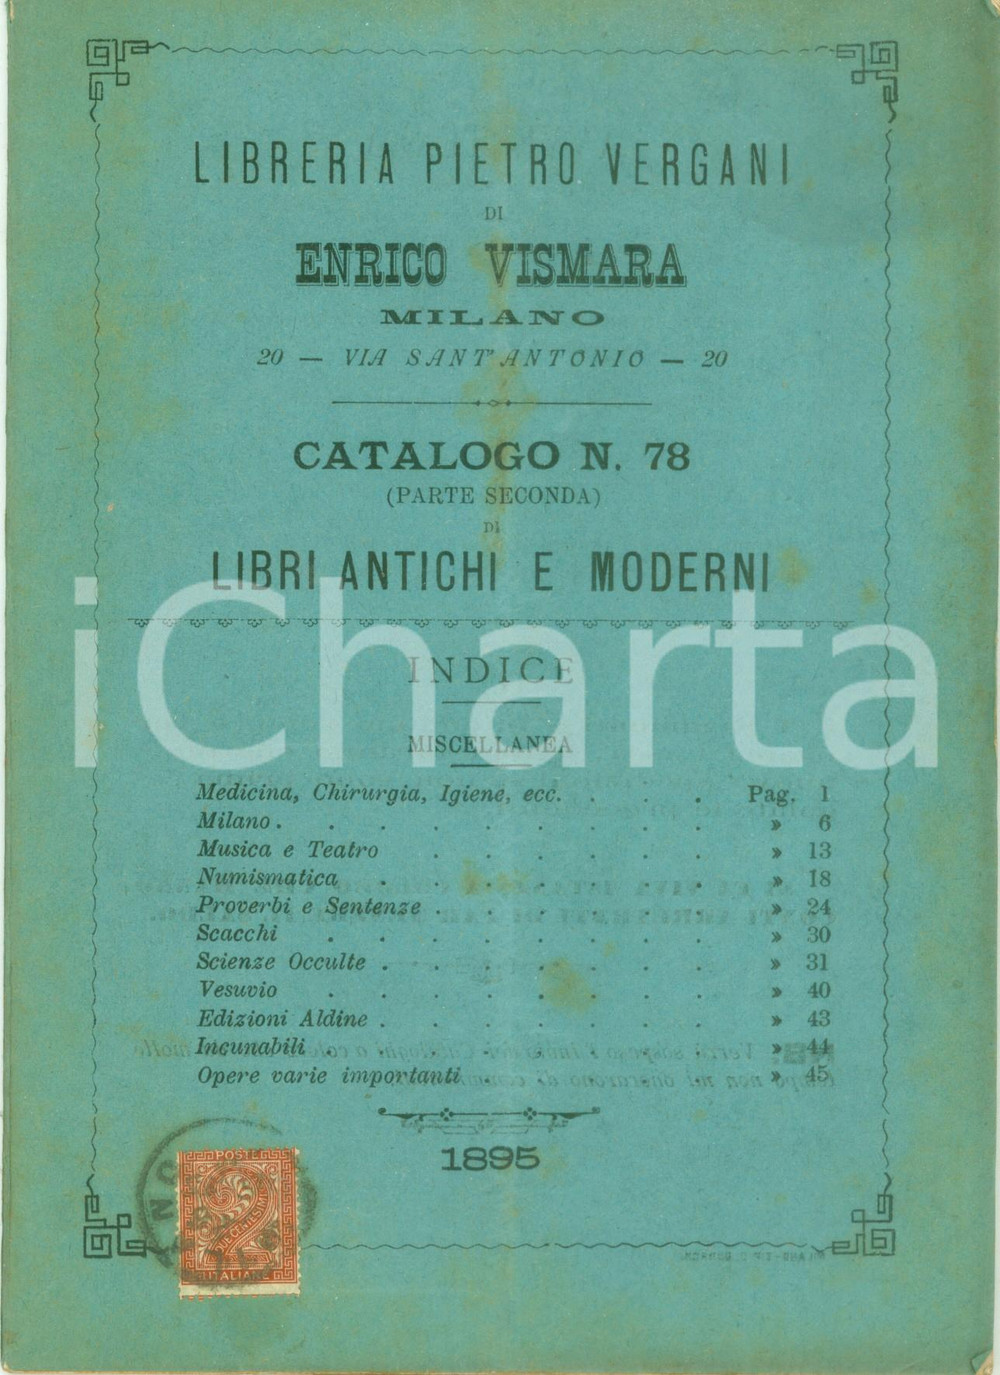 LIBRERIA PIETRO VERGANI
DI
ENRICO VISMARA
MILANO
20 — VIA SANT'ANTONIO — 20
CATALOGO N. 78
(PARTE SECONDA)
DI
LIBRI ANTICHI E MODERNI
iCharta
INDICE
MISCELLANEA
Medicina, Chirurgia, Igiene, ecc. . . . Pag. 1
Milano . . . . . . . . . » 6
Musica e Teatro . . . . . . » 13
Numismatica . . . . . . . » 18
Proverbi e Sentenze . . . . . . » 24
Scacchi . . . . . . . . » 30
Scienze Occulte . . . . . . . » 31
Vesuvio . . . . . . . . » 40
Edizioni Aldine . . . . . . . » 43
Incunabili . . . . . . . » 44
Opere varie importanti . . . . . » 45
1895
POSTE
2
DUE CENTESIMI
ITALIANE